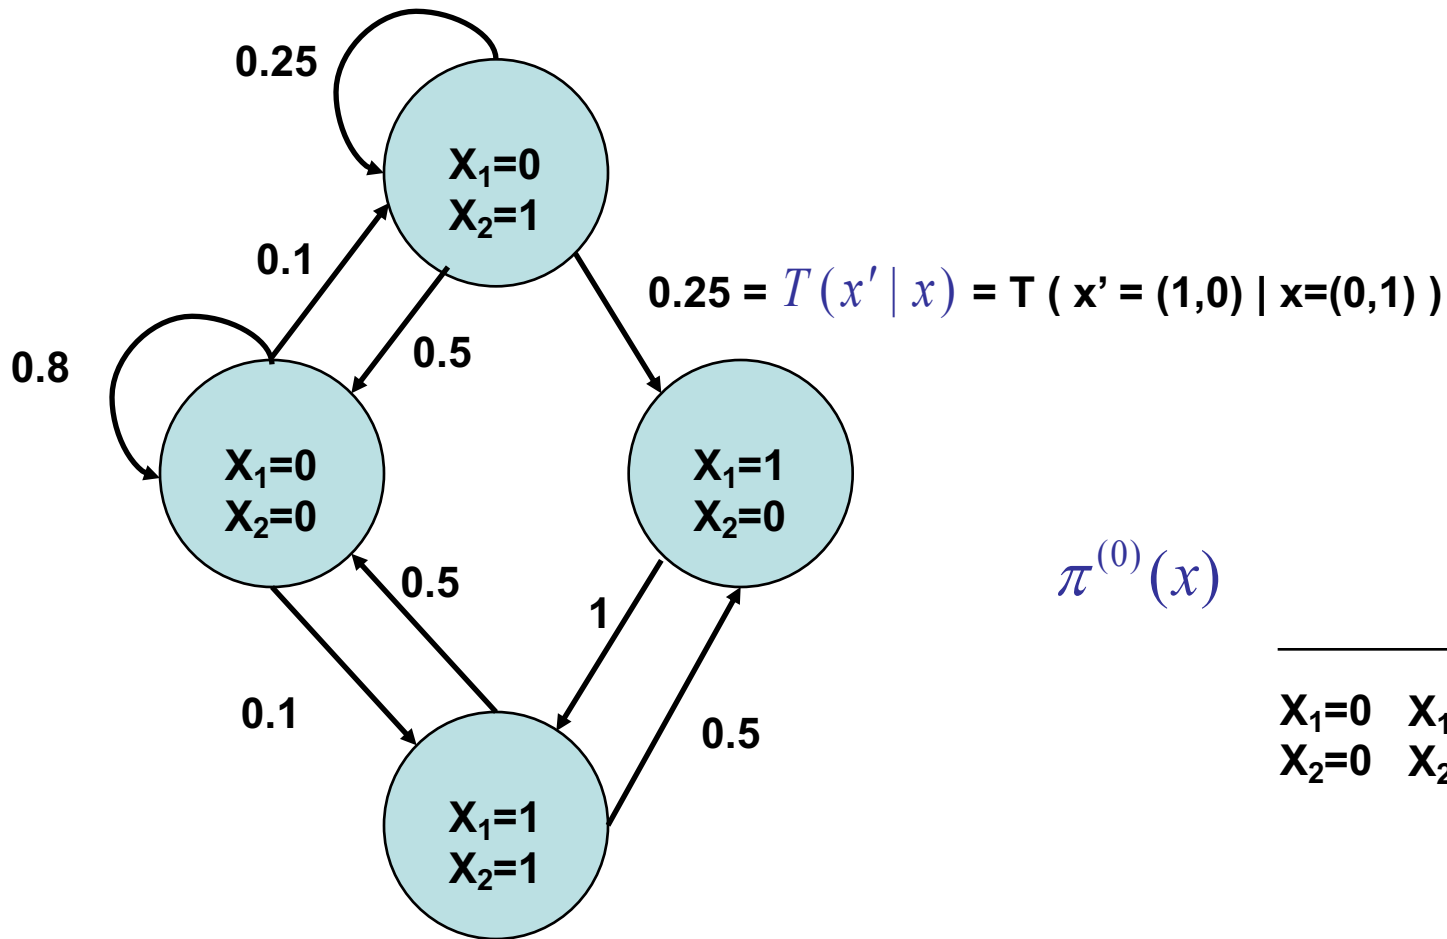 0.25
X₁=0
X₂=1
0.1
0.25 = T(x′ | x) = T ( x’ = (1,0) | x=(0,1) )
0.5
0.8
X₁=0
X₂=0
X₁=1
X₂=0
π⁽⁰⁾(x)
0.5
1
0.1
0.5
X₁=0 X₁
X₂=0 X₂
X₁=1
X₂=1